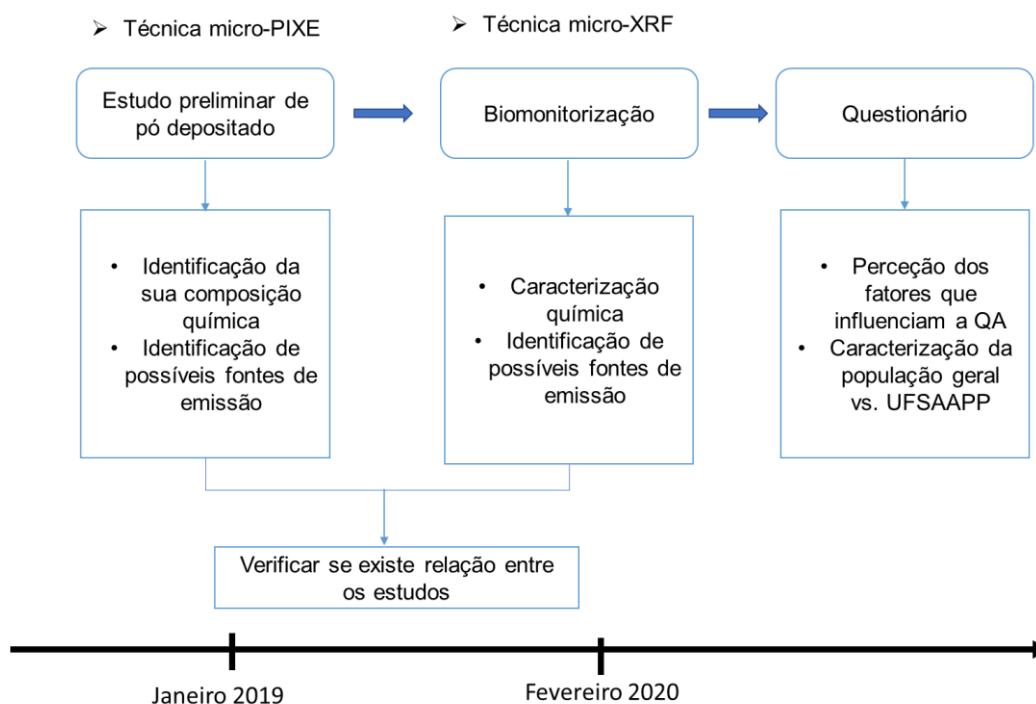 ➢ Técnica micro-PIXE
➢ Técnica micro-XRF
Estudo preliminar de
pó depositado
Biomonitorização
Questionário
• Identificação da
sua composição
química
• Identificação de
possíveis fontes de
emissão
• Caracterização
química
• Identificação de
possíveis fontes de
emissão
• Perceção dos
fatores que
influenciam a QA
• Caracterização da
população geral
vs. UFSAAPP
Verificar se existe relação entre
os estudos
Janeiro 2019
Fevereiro 2020